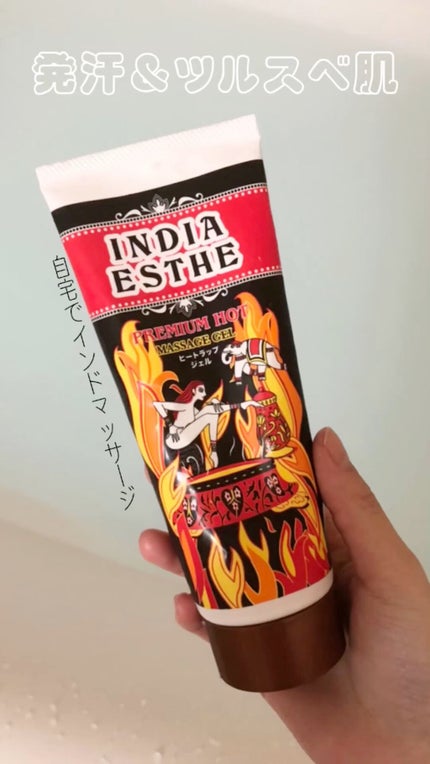 発汗＆ツルスベ肌
INDIA
ESTHE
PREMIUM HOT
MASSAGE GEL
ヒートラップ
ジェル
自宅でインドマッサージ